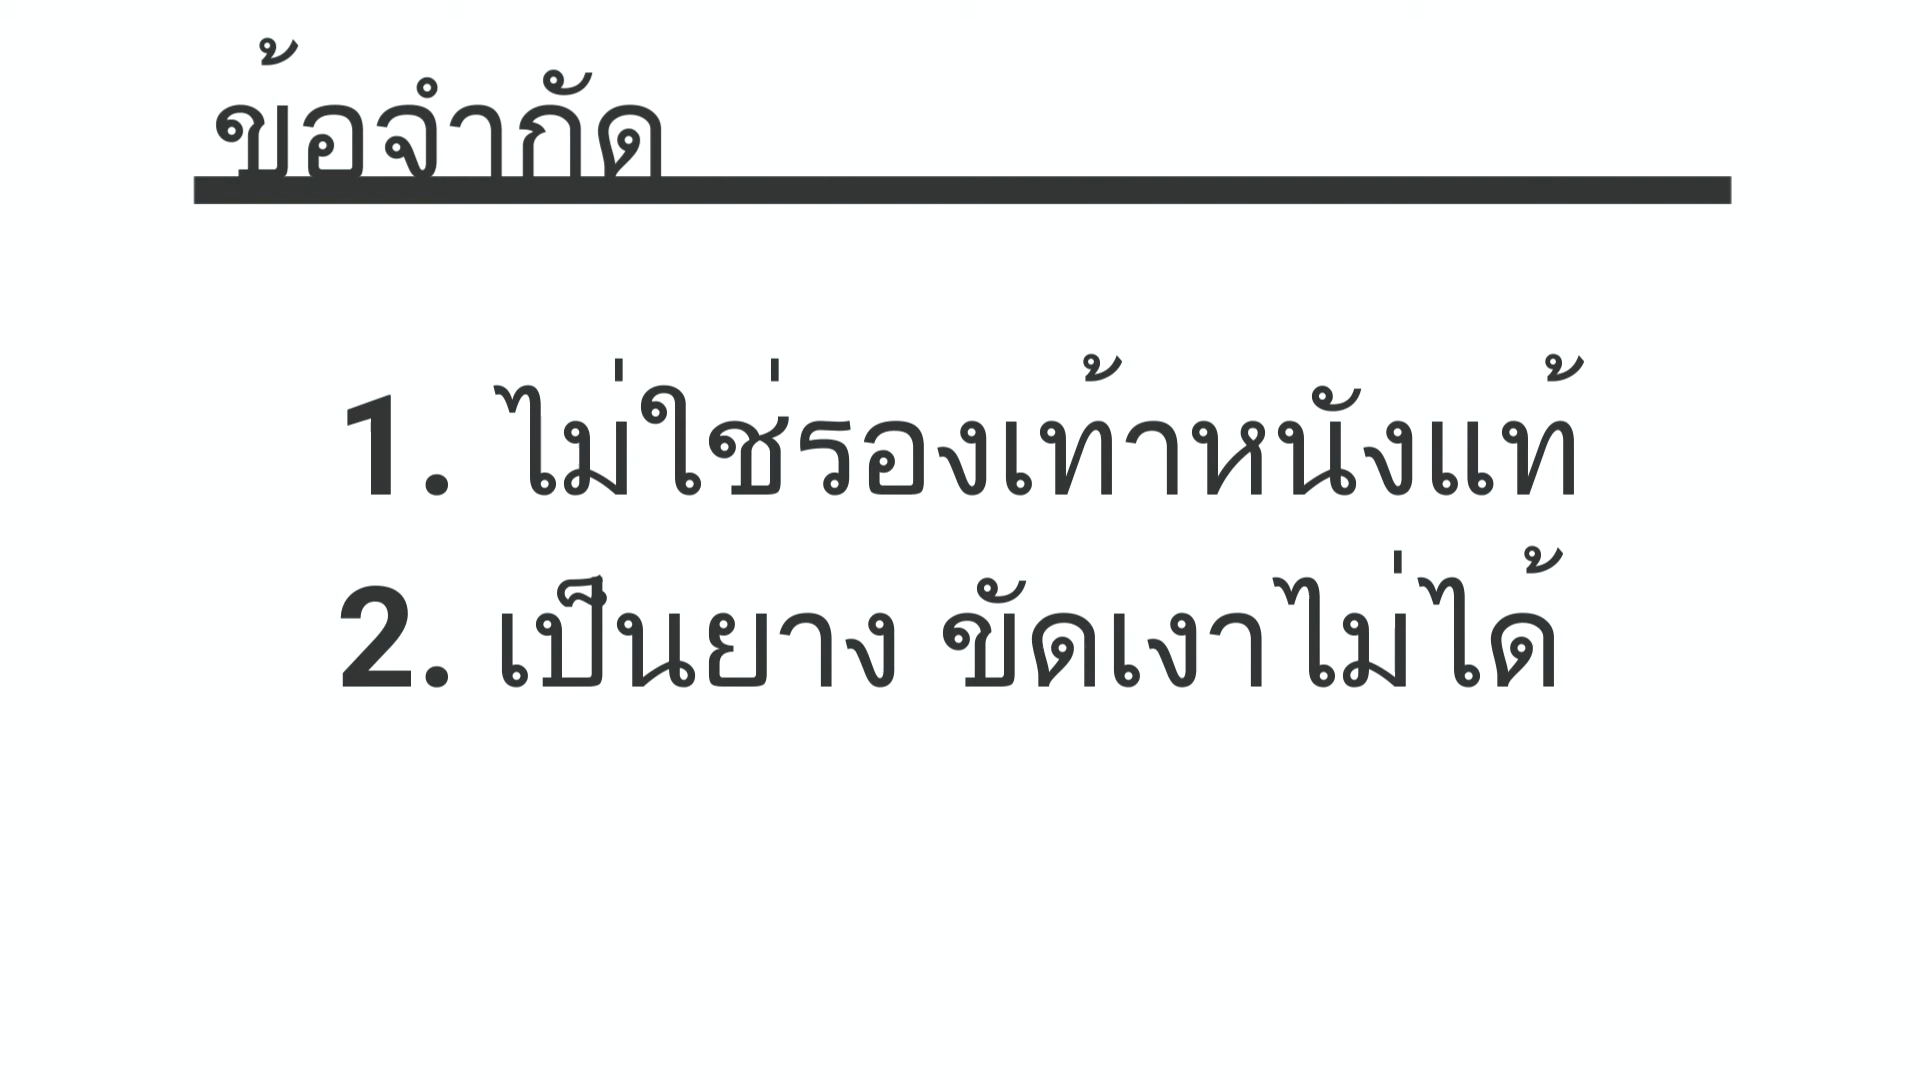 ข้อจำกัด
1. ไม่ใช่รองเท้าหนังแท้
2. เป็นยาง ขัดเงาไม่ได้